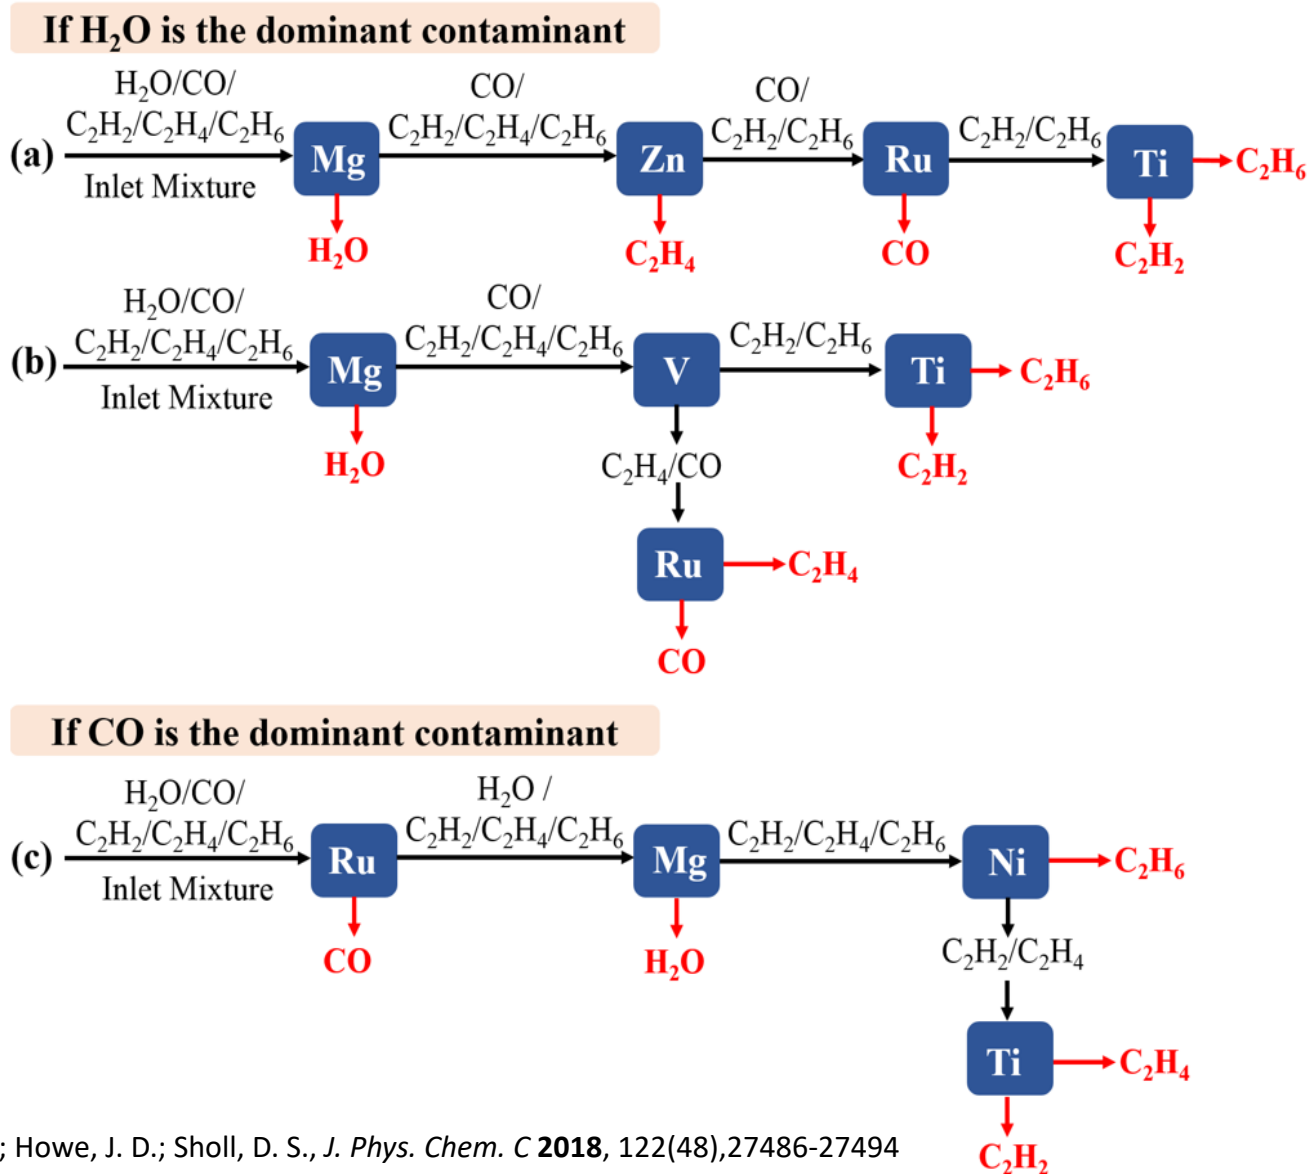 If H₂O is the dominant contaminant
(a)
H₂O/CO/
C₂H₂/C₂H₄/C₂H₆
Inlet Mixture
Mg
H₂O
CO/
C₂H₂/C₂H₄/C₂H₆
Zn
C₂H₄
CO/
C₂H₂/C₂H₆
Ru
CO
C₂H₂/C₂H₆
Ti
C₂H₆
C₂H₂
(b)
H₂O/CO/
C₂H₂/C₂H₄/C₂H₆
Inlet Mixture
Mg
H₂O
CO/
C₂H₂/C₂H₄/C₂H₆
V
C₂H₂/C₂H₆
Ti
C₂H₆
C₂H₂
C₂H₄/CO
Ru
C₂H₄
CO
If CO is the dominant contaminant
(c)
H₂O/CO/
C₂H₂/C₂H₄/C₂H₆
Inlet Mixture
Ru
CO
H₂O /
C₂H₂/C₂H₄/C₂H₆
Mg
H₂O
C₂H₂/C₂H₄/C₂H₆
Ni
C₂H₆
C₂H₂/C₂H₄
Ti
C₂H₄
C₂H₂
; Howe, J. D.; Sholl, D. S., J. Phys. Chem. C 2018, 122(48),27486-27494